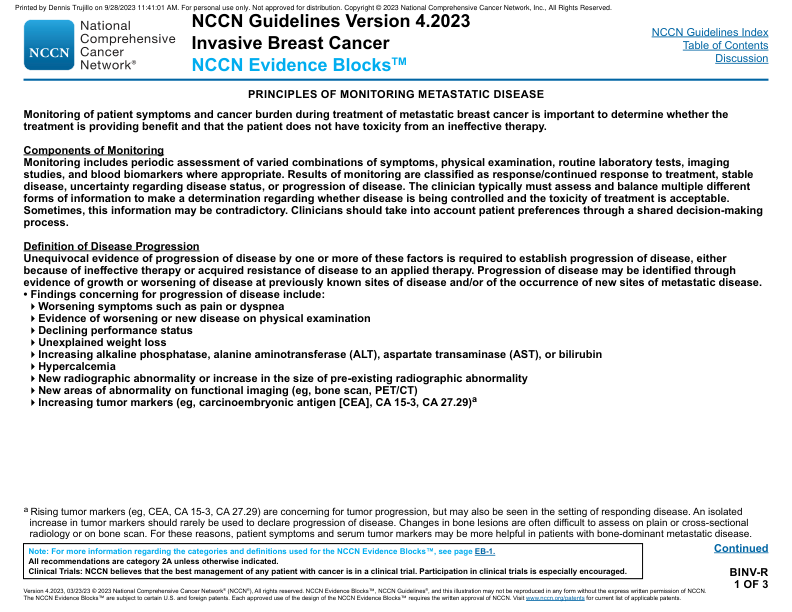 Printed by Dennis Trujillo on 9/28/2023 11:41:01 AM. For personal use only. Not approved for distribution. Copyright © 2023 National Comprehensive Cancer Network, Inc., All Rights Reserved.
NCCN
National
Comprehensive
Cancer
Network®
NCCN Guidelines Version 4.2023
Invasive Breast Cancer
NCCN Evidence Blocks™
NCCN Guidelines Index
Table of Contents
Discussion
PRINCIPLES OF MONITORING METASTATIC DISEASE
Monitoring of patient symptoms and cancer burden during treatment of metastatic breast cancer is important to determine whether the
treatment is providing benefit and that the patient does not have toxicity from an ineffective therapy.
Components of Monitoring
Monitoring includes periodic assessment of varied combinations of symptoms, physical examination, routine laboratory tests, imaging
studies, and blood biomarkers where appropriate. Results of monitoring are classified as response/continued response to treatment, stable
disease, uncertainty regarding disease status, or progression of disease. The clinician typically must assess and balance multiple different
forms of information to make a determination regarding whether disease is being controlled and the toxicity of treatment is acceptable.
Sometimes, this information may be contradictory. Clinicians should take into account patient preferences through a shared decision-making
process.
Definition of Disease Progression
Unequivocal evidence of progression of disease by one or more of these factors is required to establish progression of disease, either
because of ineffective therapy or acquired resistance of disease to an applied therapy. Progression of disease may be identified through
evidence of growth or worsening of disease at previously known sites of disease and/or of the occurrence of new sites of metastatic disease.
• Findings concerning for progression of disease include:
▸ Worsening symptoms such as pain or dyspnea
▸ Evidence of worsening or new disease on physical examination
▸ Declining performance status
▸ Unexplained weight loss
▸ Increasing alkaline phosphatase, alanine aminotransferase (ALT), aspartate transaminase (AST), or bilirubin
▸ Hypercalcemia
▸ New radiographic abnormality or increase in the size of pre-existing radiographic abnormality
▸ New areas of abnormality on functional imaging (eg, bone scan, PET/CT)
▸ Increasing tumor markers (eg, carcinoembryonic antigen [CEA], CA 15-3, CA 27.29)a
a Rising tumor markers (eg, CEA, CA 15-3, CA 27.29) are concerning for tumor progression, but may also be seen in the setting of responding disease. An isolated
increase in tumor markers should rarely be used to declare progression of disease. Changes in bone lesions are often difficult to assess on plain or cross-sectional
radiology or on bone scan. For these reasons, patient symptoms and serum tumor markers may be more helpful in patients with bone-dominant metastatic disease.
Note: For more information regarding the categories and definitions used for the NCCN Evidence Blocks™, see page EB-1.
All recommendations are category 2A unless otherwise indicated.
Clinical Trials: NCCN believes that the best management of any patient with cancer is in a clinical trial. Participation in clinical trials is especially encouraged.
Continued
BINV-R
1 OF 3
Version 4.2023, 03/23/23 © 2023 National Comprehensive Cancer Network® (NCCN®), All rights reserved. NCCN Evidence Blocks™, NCCN Guidelines®, and this illustration may not be reproduced in any form without the express written permission of NCCN.
The NCCN Evidence Blocks™ are subject to certain U.S. and foreign patents. Each approved use of the design of the NCCN Evidence Blocks™ requires the written approval of NCCN. Visit www.nccn.org/patents for current list of applicable patents.